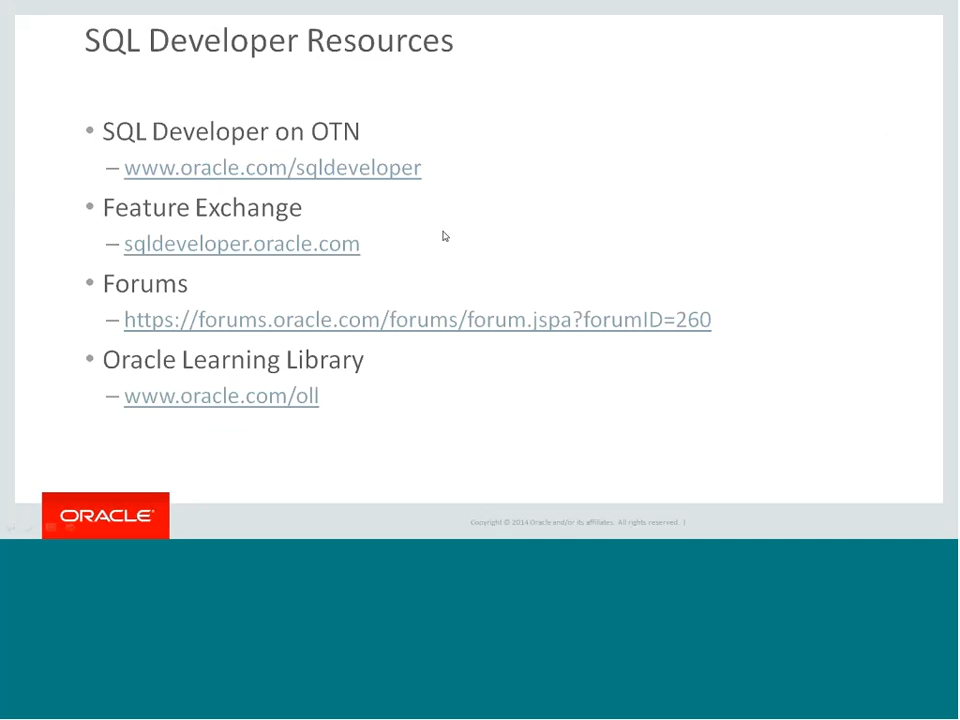 SQL Developer Resources
• SQL Developer on OTN
– www.oracle.com/sqldeveloper
• Feature Exchange
– sqldeveloper.oracle.com
• Forums
– https://forums.oracle.com/forums/forum.jspa?forumID=260
• Oracle Learning Library
– www.oracle.com/oll
ORACLE®
Copyright © 2014 Oracle and/or its affiliates. All rights reserved. |